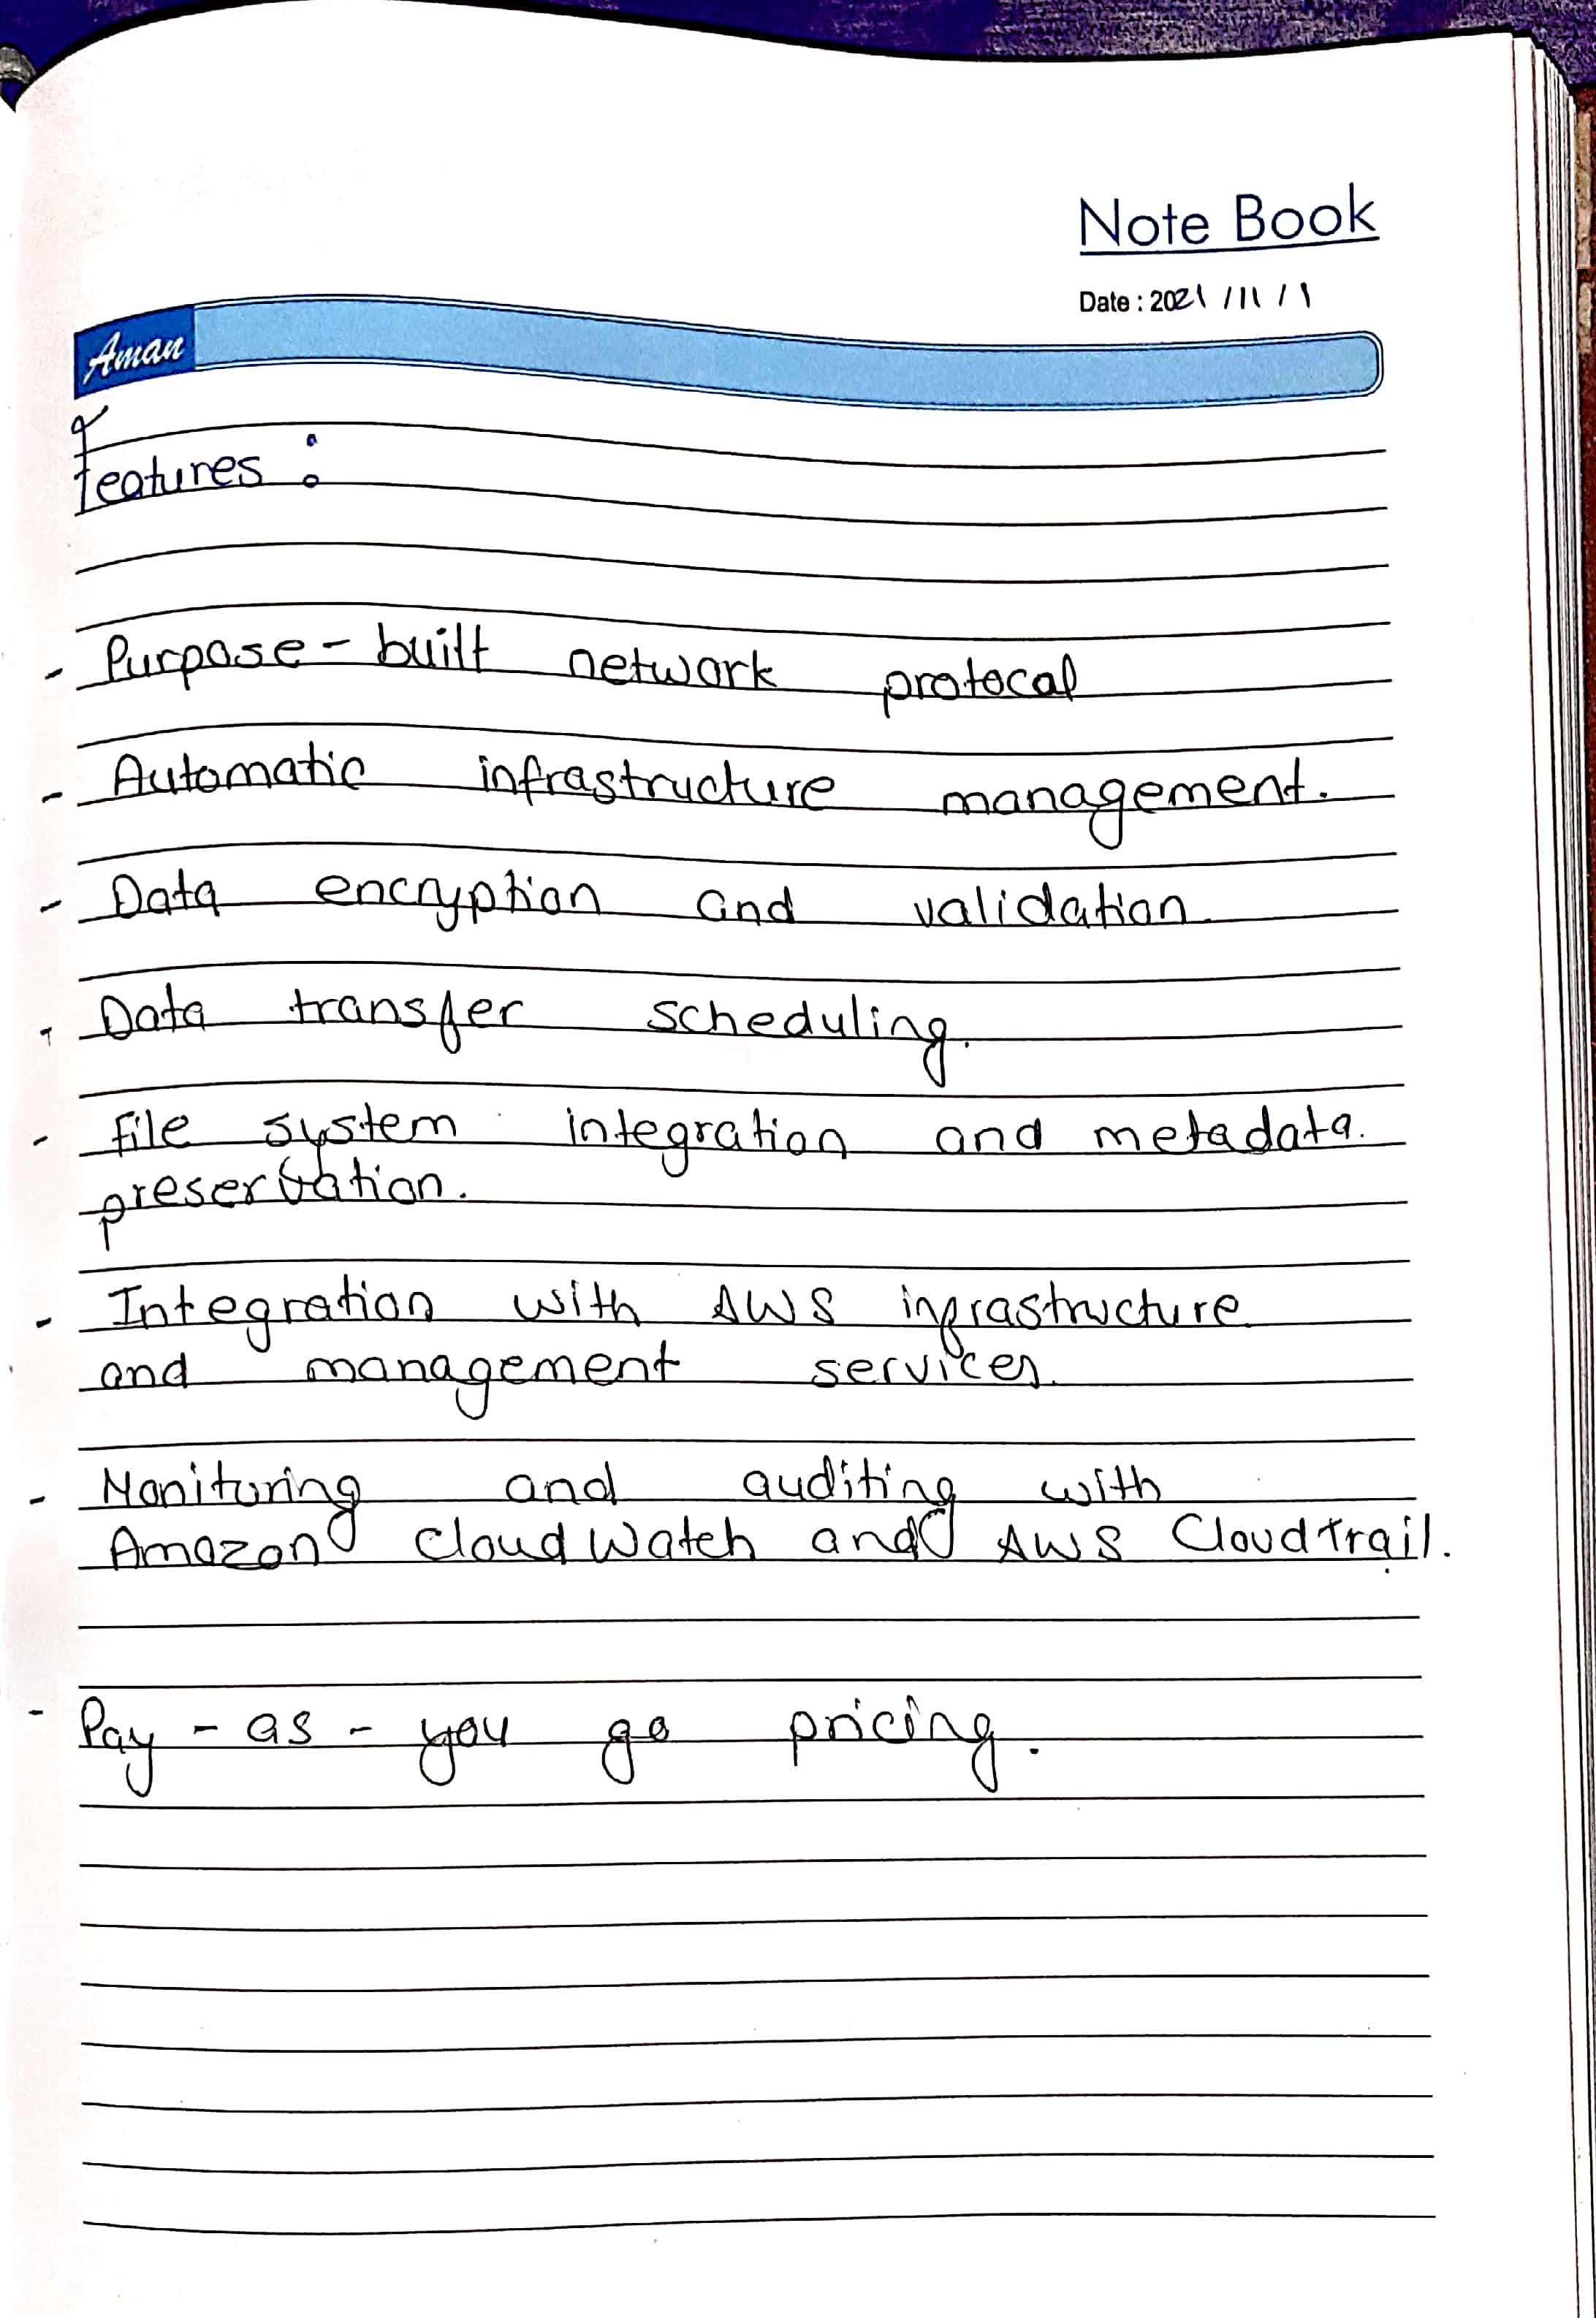 Note Book
Date : 2021 / 11 / 1
Aman
features :
- Purpose - built network protocal
- Automatic infrastructure management.
- Data encryption and validation.
- Data transfer scheduling.
- file system integration and metadata.
preservation.
- Integration with AWS infrastructure
and management services.
- Monitoring and auditing with
Amazon CloudWatch and AWS Cloudtrail.
- Pay - as - you go pricing.